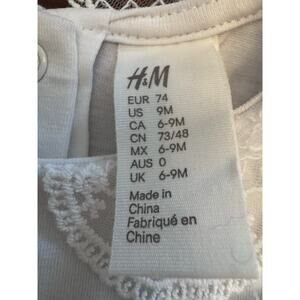 H&M
EUR 74
US 9M
CA 6-9M
CN 73/48
MX 6-9M
AUS 0
UK 6-9M
Made in
China
Fabriqué en
Chine